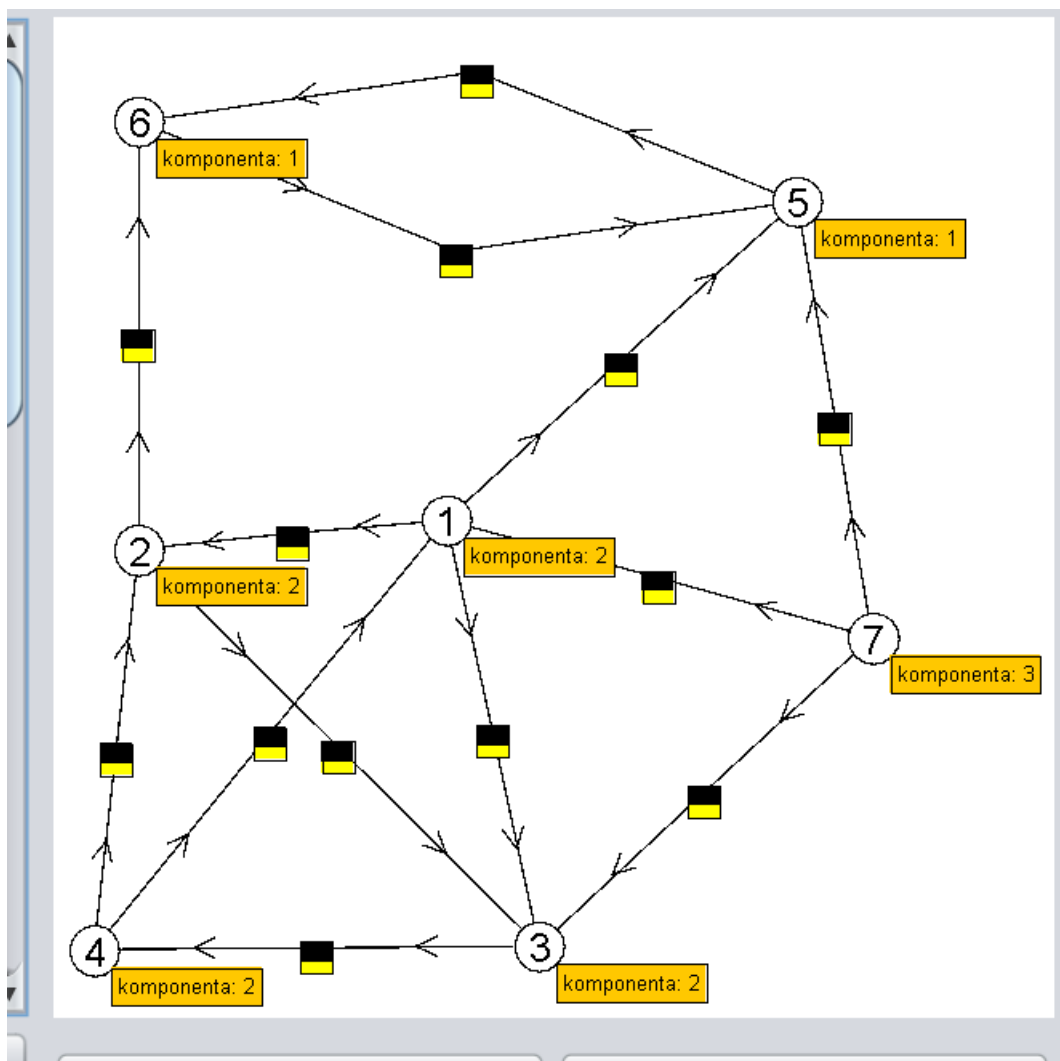 6
komponenta: 1
5
komponenta: 1
1
komponenta: 2
2
komponenta: 2
7
komponenta: 3
4
komponenta: 2
3
komponenta: 2